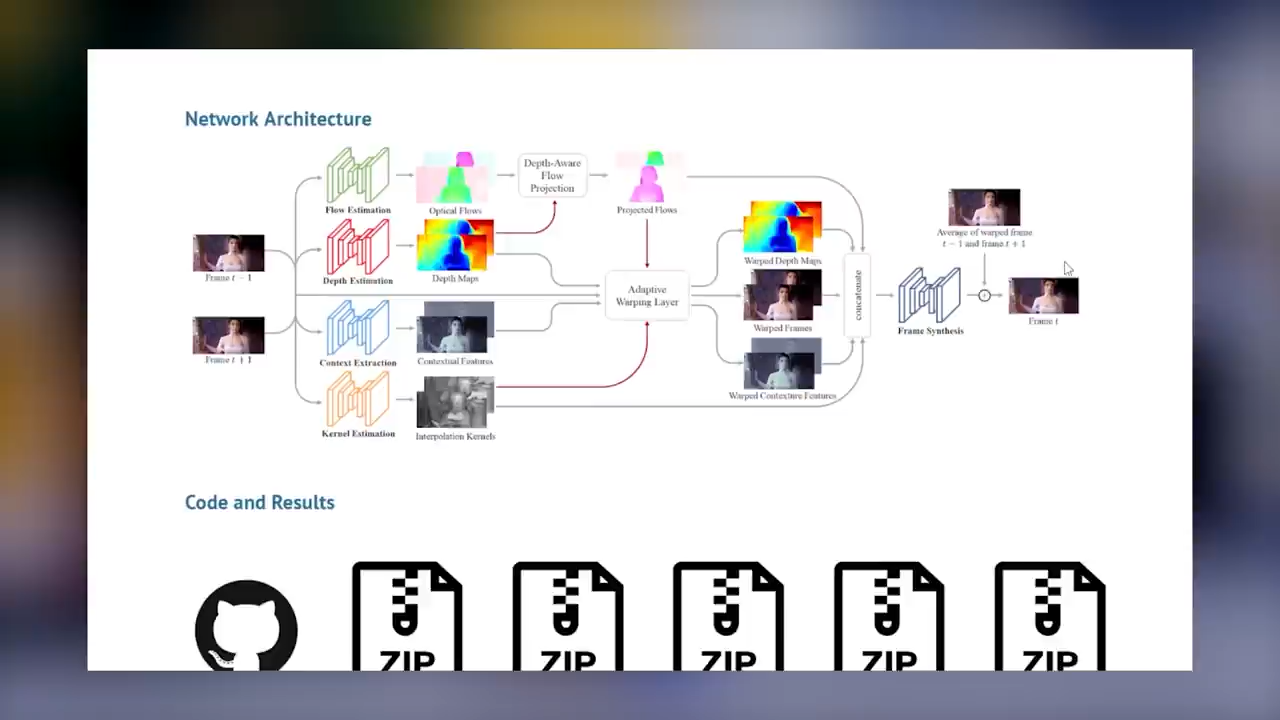 Network Architecture
Depth-Aware
Flow
Projection
Flow Estimation
Optical Flows
Projected Flows
Average of warped frame
t − 1 and frame t + 1
Frame t − 1
Depth Estimation
Depth Maps
Warped Depth Maps
Adaptive
Warping Layer
concatenate
Warped Frames
Frame Synthesis
Frame t
Frame t + 1
Context Extraction
Contextual Features
Warped Contexture Features
Kernel Estimation
Interpolation Kernels
Code and Results
ZIP
ZIP
ZIP
ZIP
ZIP